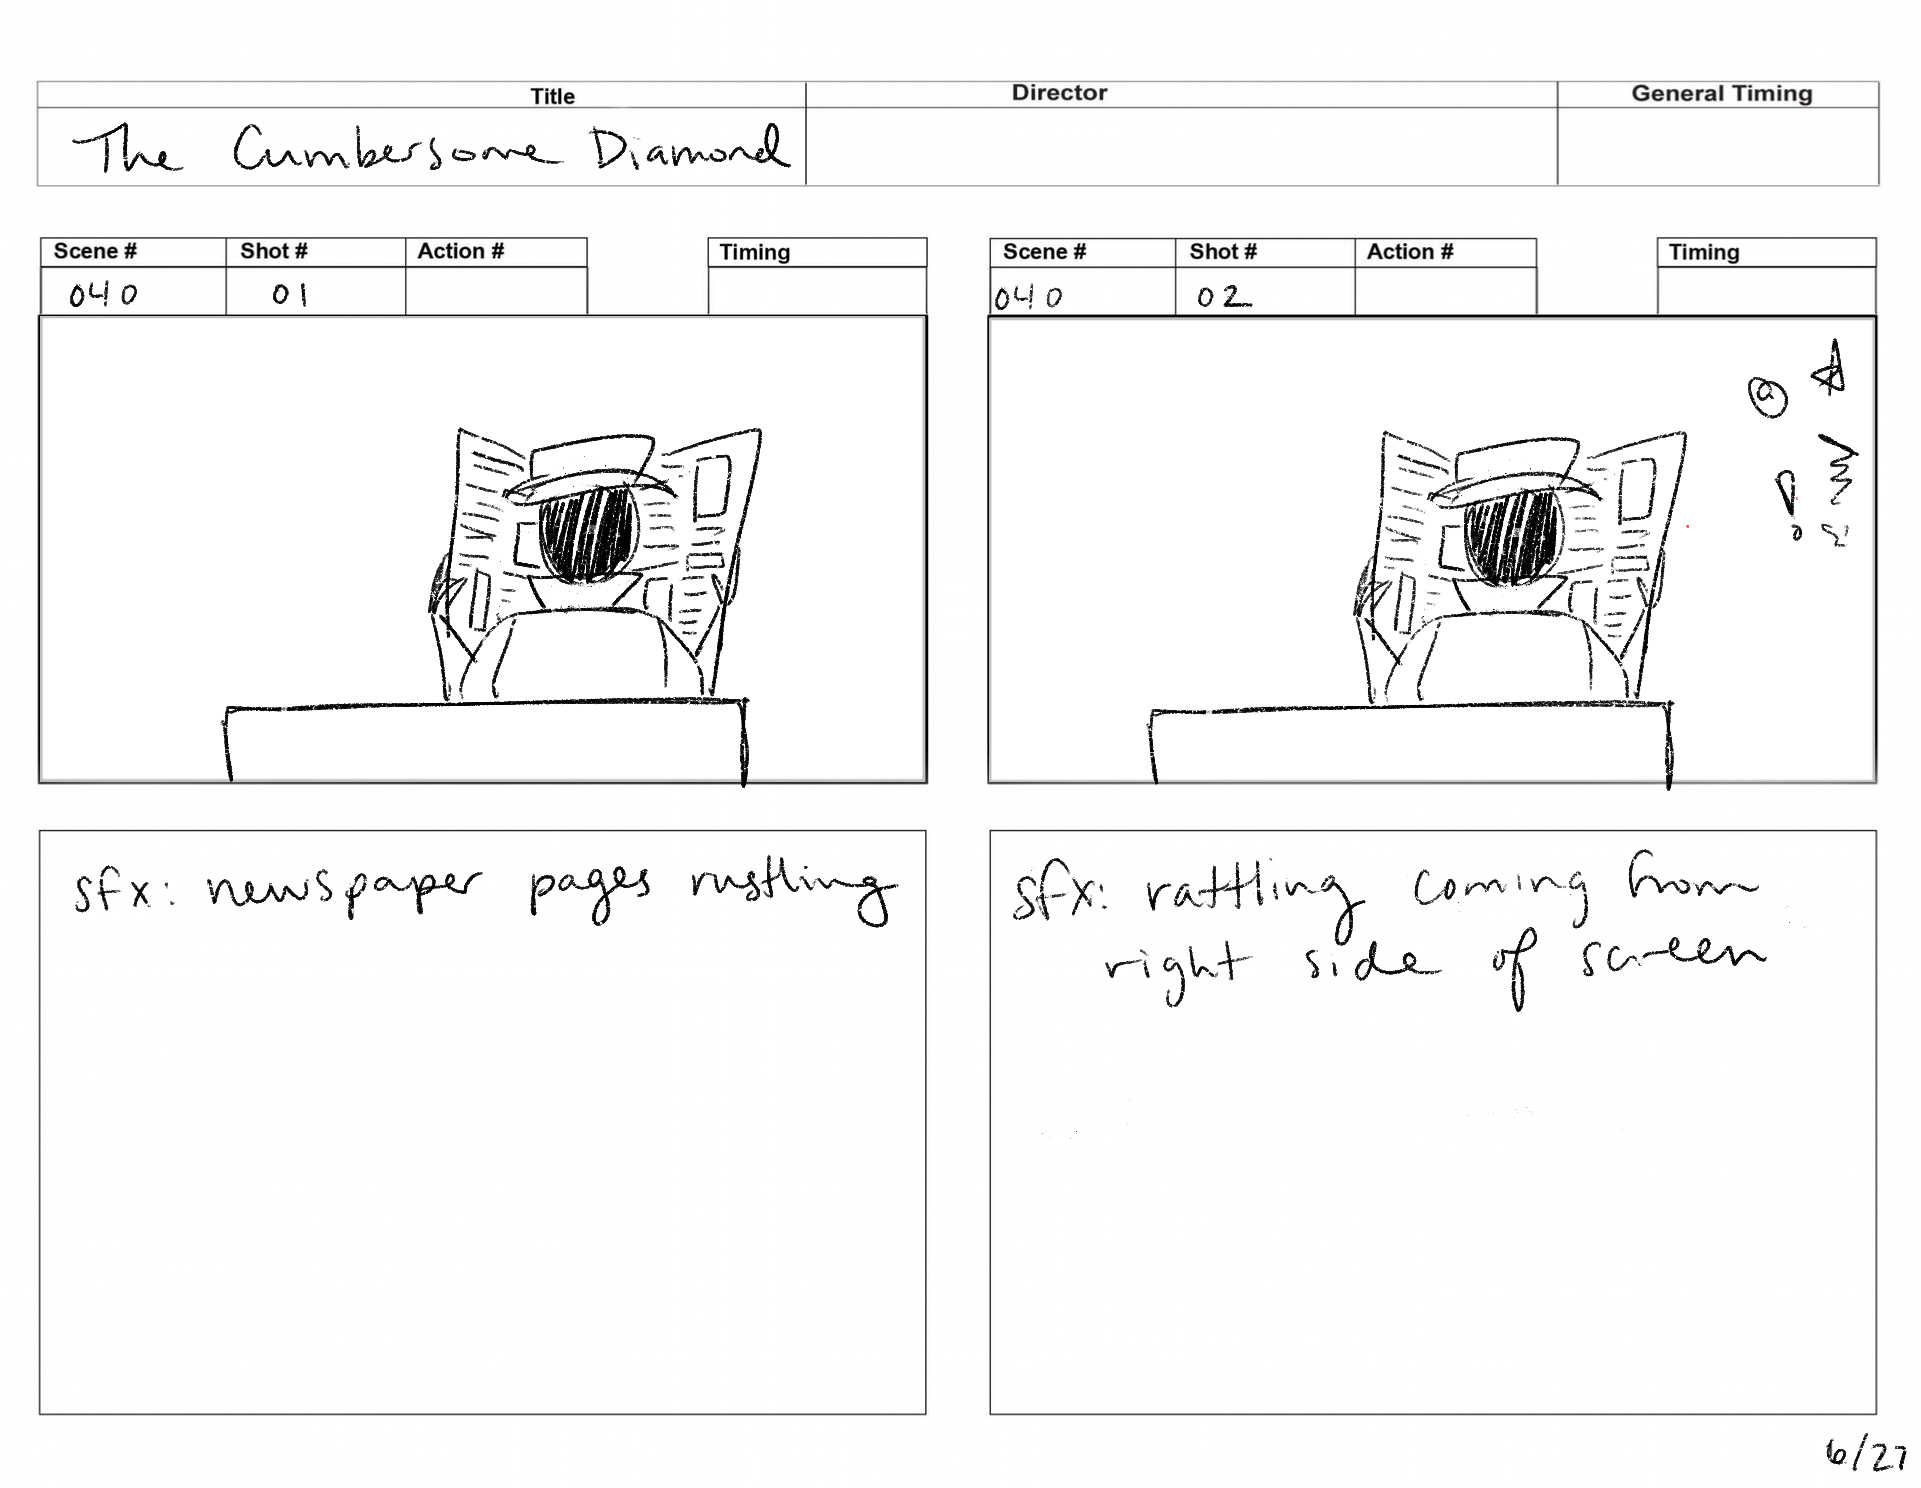 Title Director General Timing
The Cumbersome Diamond
Scene # Shot # Action # Timing
040 01
Scene # Shot # Action # Timing
040 02
sfx: newspaper pages rustling
sfx: rattling coming from
right side of screen
6/27